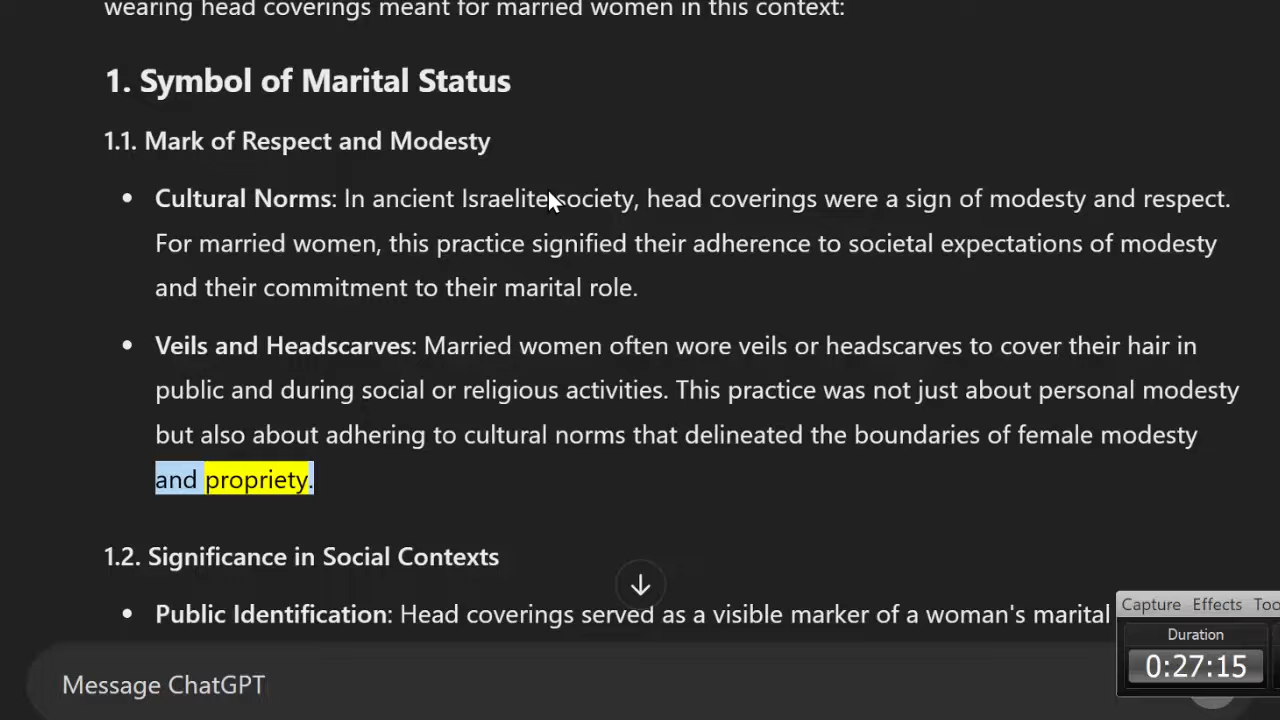 wearing head coverings meant for married women in this context:
1. Symbol of Marital Status
1.1. Mark of Respect and Modesty
• Cultural Norms: In ancient Israelite society, head coverings were a sign of modesty and respect.
For married women, this practice signified their adherence to societal expectations of modesty
and their commitment to their marital role.
• Veils and Headscarves: Married women often wore veils or headscarves to cover their hair in
public and during social or religious activities. This practice was not just about personal modesty
but also about adhering to cultural norms that delineated the boundaries of female modesty
and propriety.
1.2. Significance in Social Contexts
• Public Identification: Head coverings served as a visible marker of a woman's marital
Capture Effects Too
Duration
0:27:15
Message ChatGPT